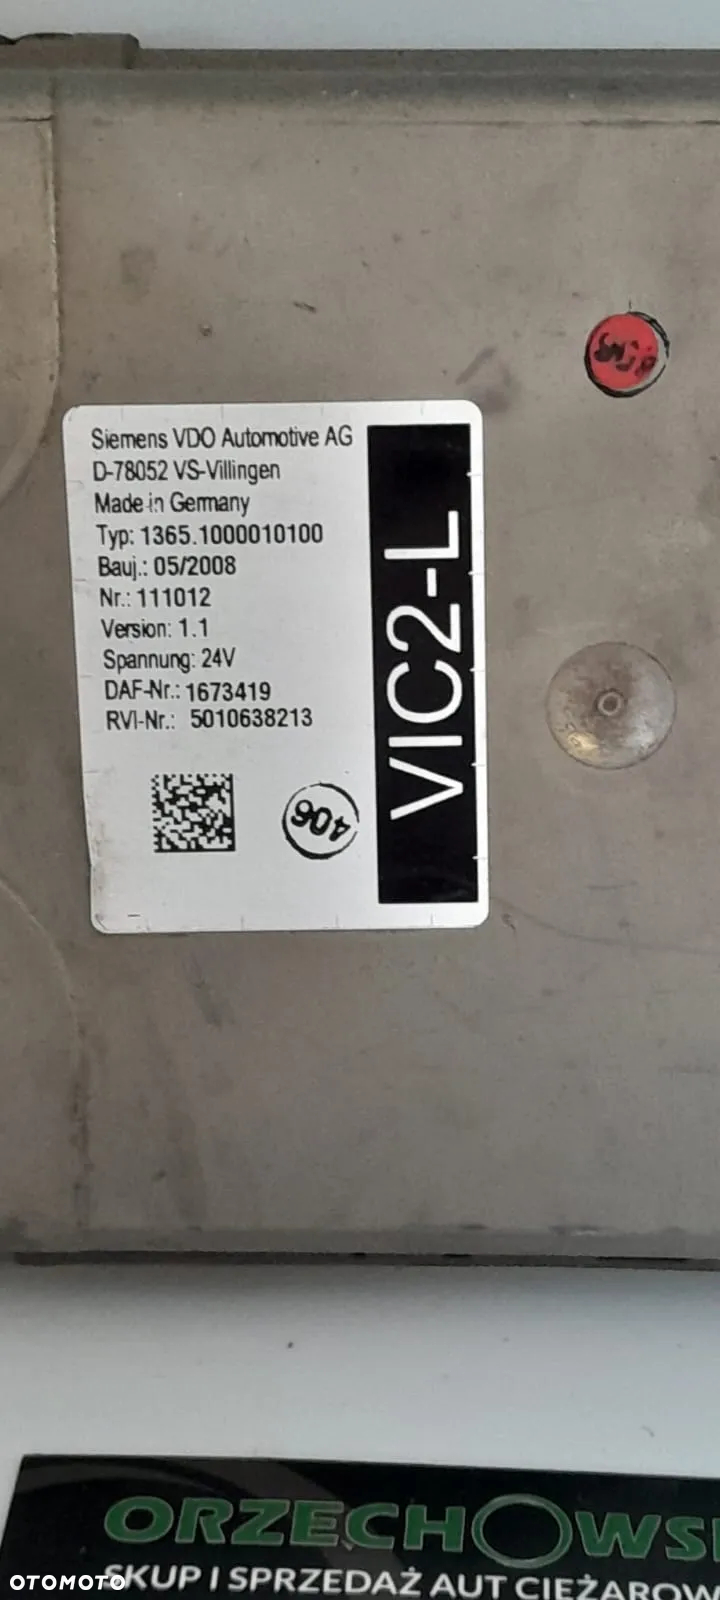 Siemens VDO Automotive AG
D-78052 VS-Villingen
Made in Germany
Typ: 1365.1000010100
Bauj.: 05/2008
Nr.: 111012
Version: 1.1
Spannung: 24V
DAF-Nr.: 1673419
RVI-Nr.: 5010638213
406
VIC2-L
ORZECHOWSK
SKUP I SPRZEDAŻ AUT CIĘŻAROW
OTOMOTO